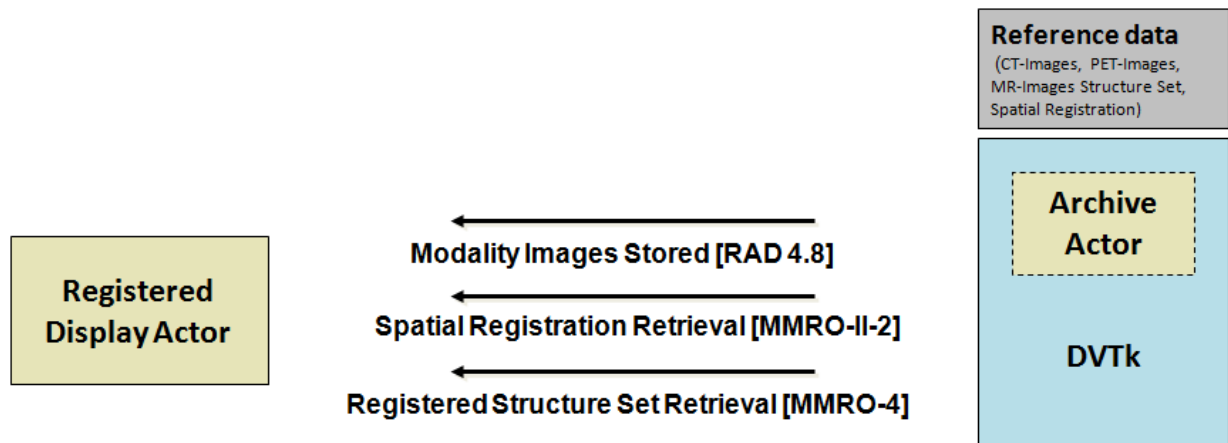 Reference data
(CT-Images, PET-Images,
MR-Images Structure Set,
Spatial Registration)
Archive
Actor
DVTk
Modality Images Stored [RAD 4.8]
Spatial Registration Retrieval [MMRO-II-2]
Registered Structure Set Retrieval [MMRO-4]
Registered
Display Actor